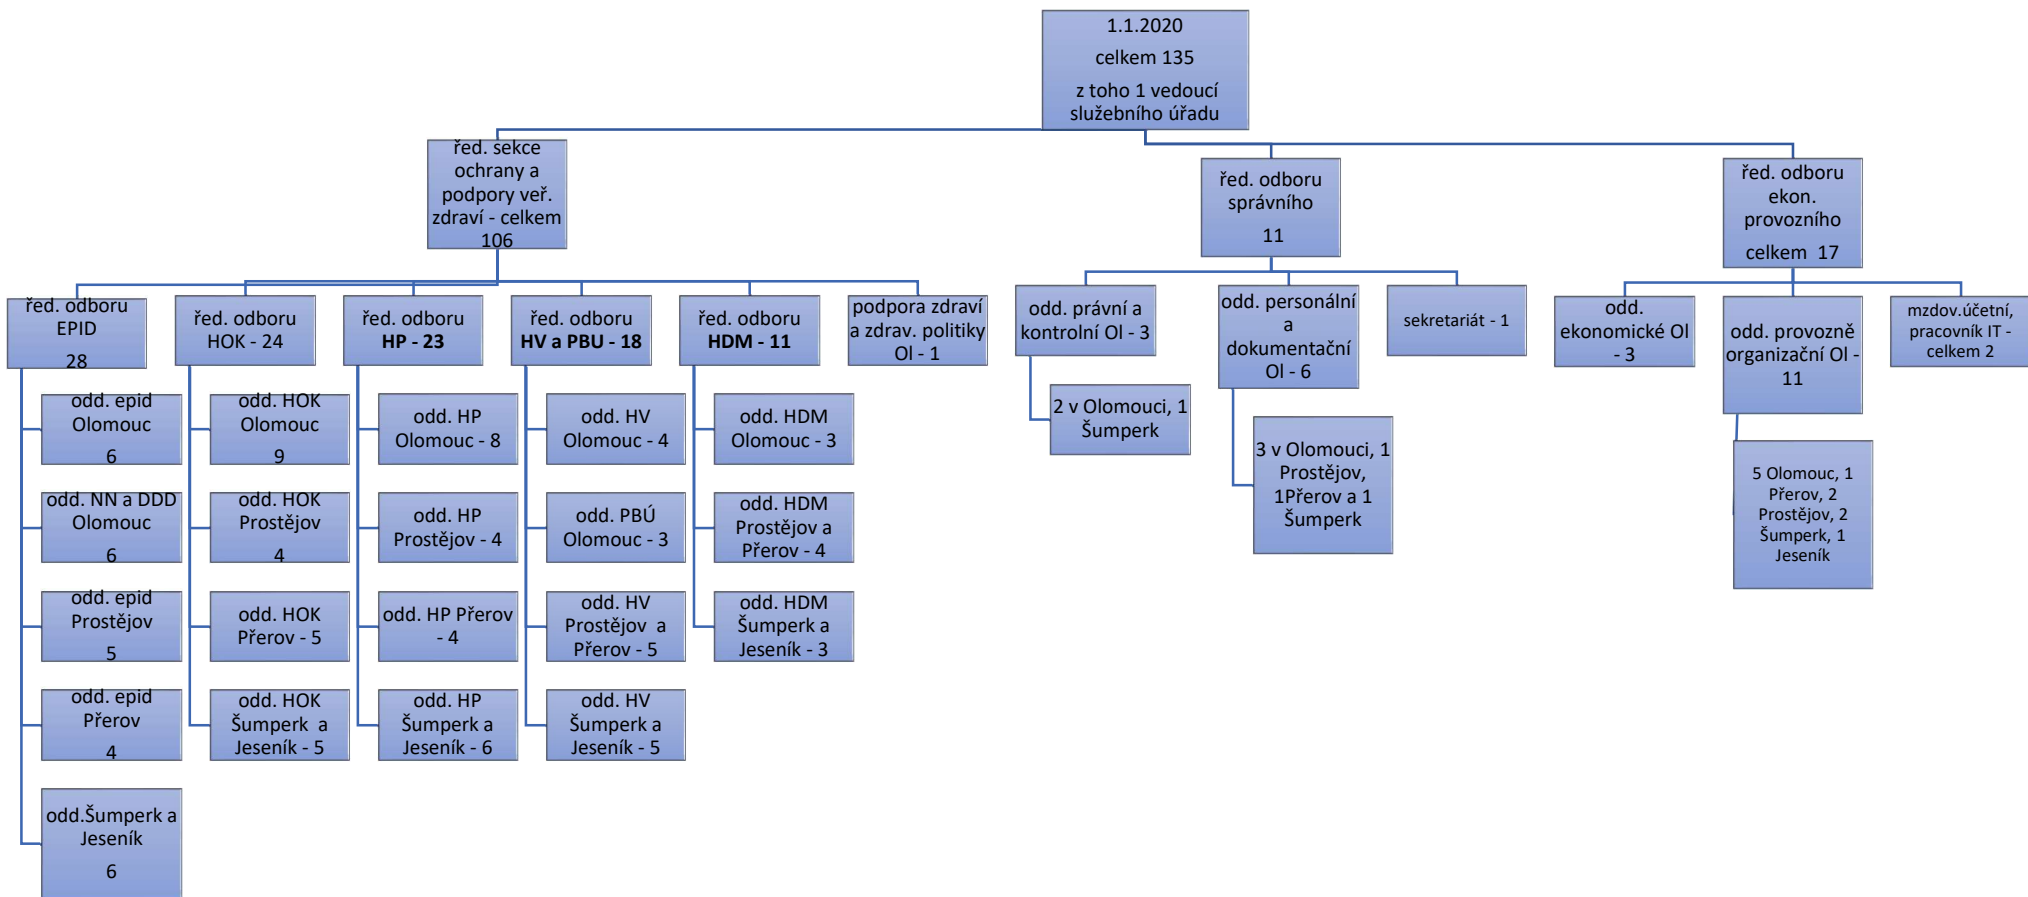 1.1.2020
celkem 135
z toho 1 vedoucí
služebního úřadu
řed. sekce
ochrany a
podpory veř.
zdraví - celkem
106
řed. odboru
správního
11
řed. odboru
ekon.
provozního
celkem  17
řed. odboru
EPID
28
řed. odboru
HOK - 24
řed. odboru
HP - 23
řed. odboru
HV a PBU - 18
řed. odboru
HDM - 11
podpora zdraví
a zdrav. politiky
Ol - 1
odd. právní a
kontrolní Ol - 3
odd. personální
a
dokumentační
Ol - 6
sekretariát - 1
odd.
ekonomické Ol
- 3
odd. provozně
organizační Ol -
11
mzdov.účetní,
pracovník IT -
celkem 2
odd. epid
Olomouc
6
odd. NN a DDD
Olomouc
6
odd. epid
Prostějov
5
odd. epid
Přerov
4
odd.Šumperk a
Jeseník
6
odd. HOK
Olomouc
9
odd. HOK
Prostějov
4
odd. HOK
Přerov - 5
odd. HOK
Šumperk  a
Jeseník - 5
odd. HP
Olomouc - 8
odd. HP
Prostějov - 4
odd. HP Přerov
- 4
odd. HP
Šumperk a
Jeseník - 6
odd. HV
Olomouc - 4
odd. PBÚ
Olomouc - 3
odd. HV
Prostějov  a
Přerov - 5
odd. HV
Šumperk a
Jeseník - 5
odd. HDM
Olomouc - 3
odd. HDM
Prostějov a
Přerov - 4
odd. HDM
Šumperk a
Jeseník - 3
2 v Olomouci, 1
Šumperk
3 v Olomouci, 1
Prostějov,
1Přerov a 1
Šumperk
5 Olomouc, 1
Přerov, 2
Prostějov, 2
Šumperk, 1
Jeseník